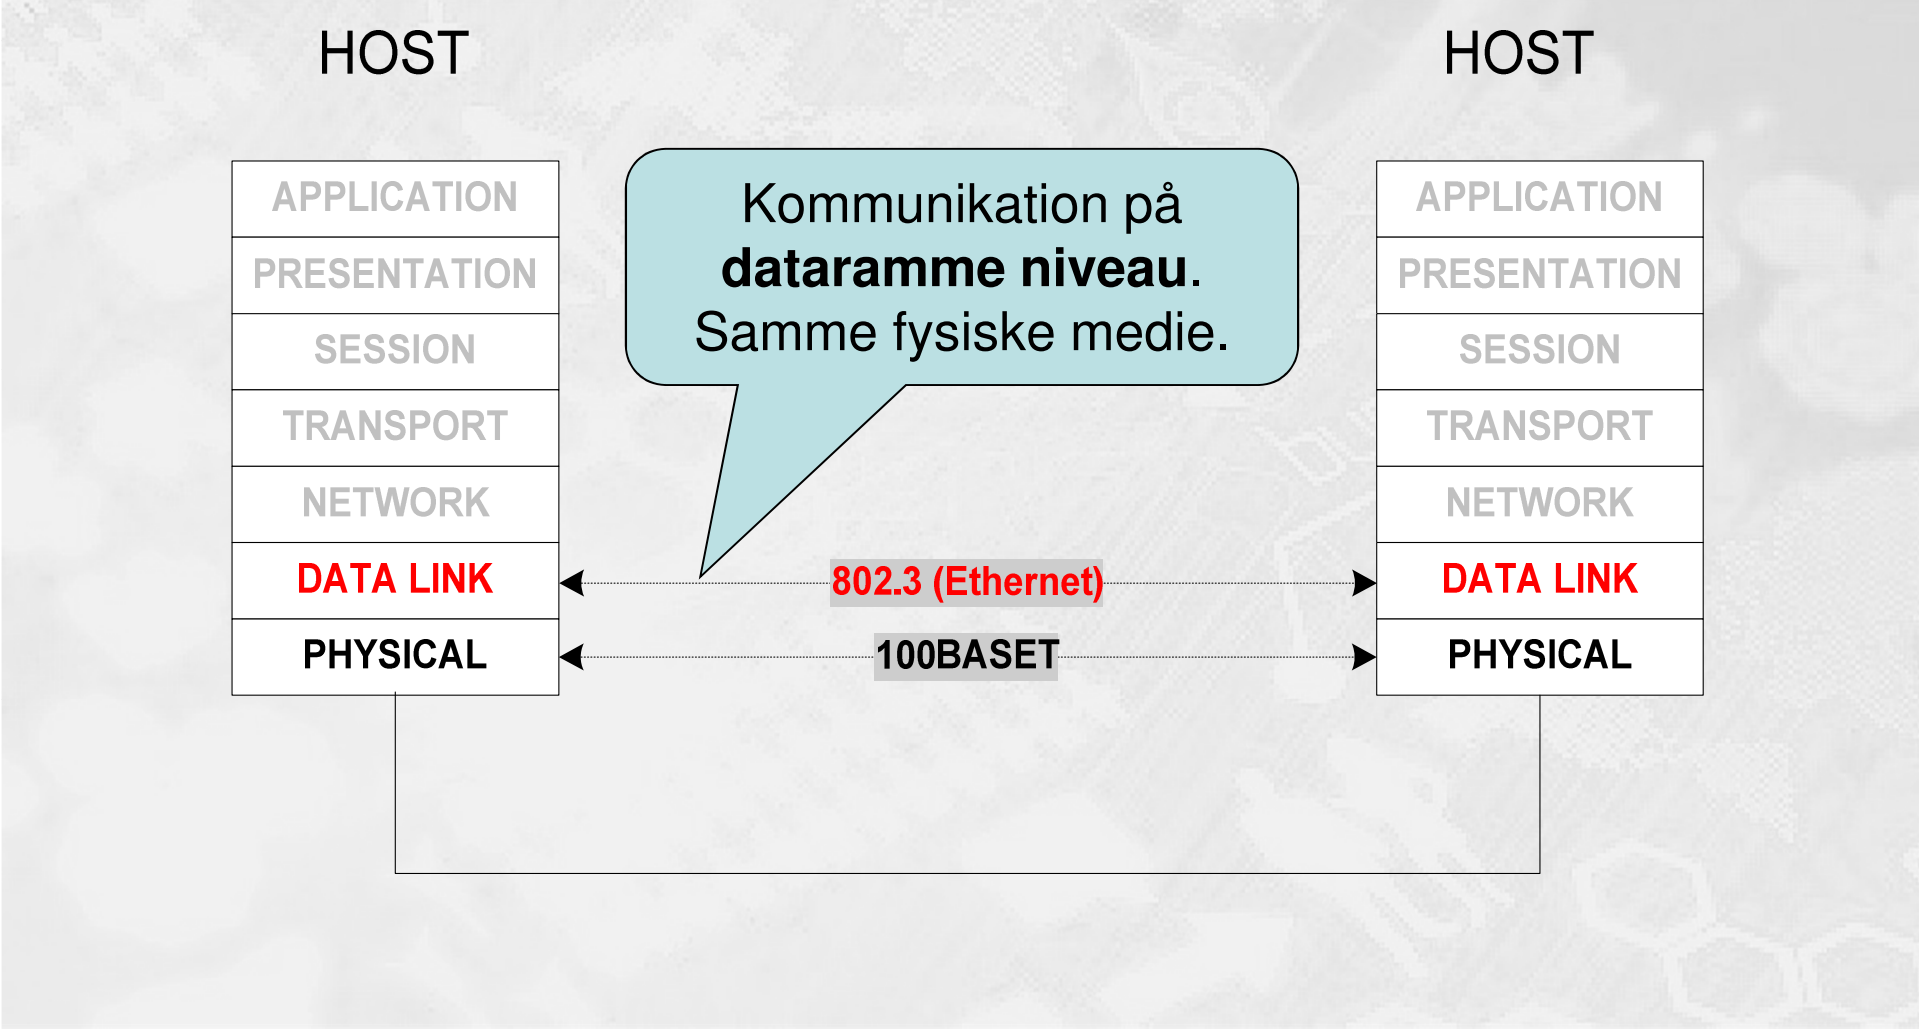 HOST
HOST
APPLICATION
PRESENTATION
SESSION
TRANSPORT
NETWORK
DATA LINK
PHYSICAL
Kommunikation på
dataramme niveau.
Samme fysiske medie.
802.3 (Ethernet)
100BASET
APPLICATION
PRESENTATION
SESSION
TRANSPORT
NETWORK
DATA LINK
PHYSICAL